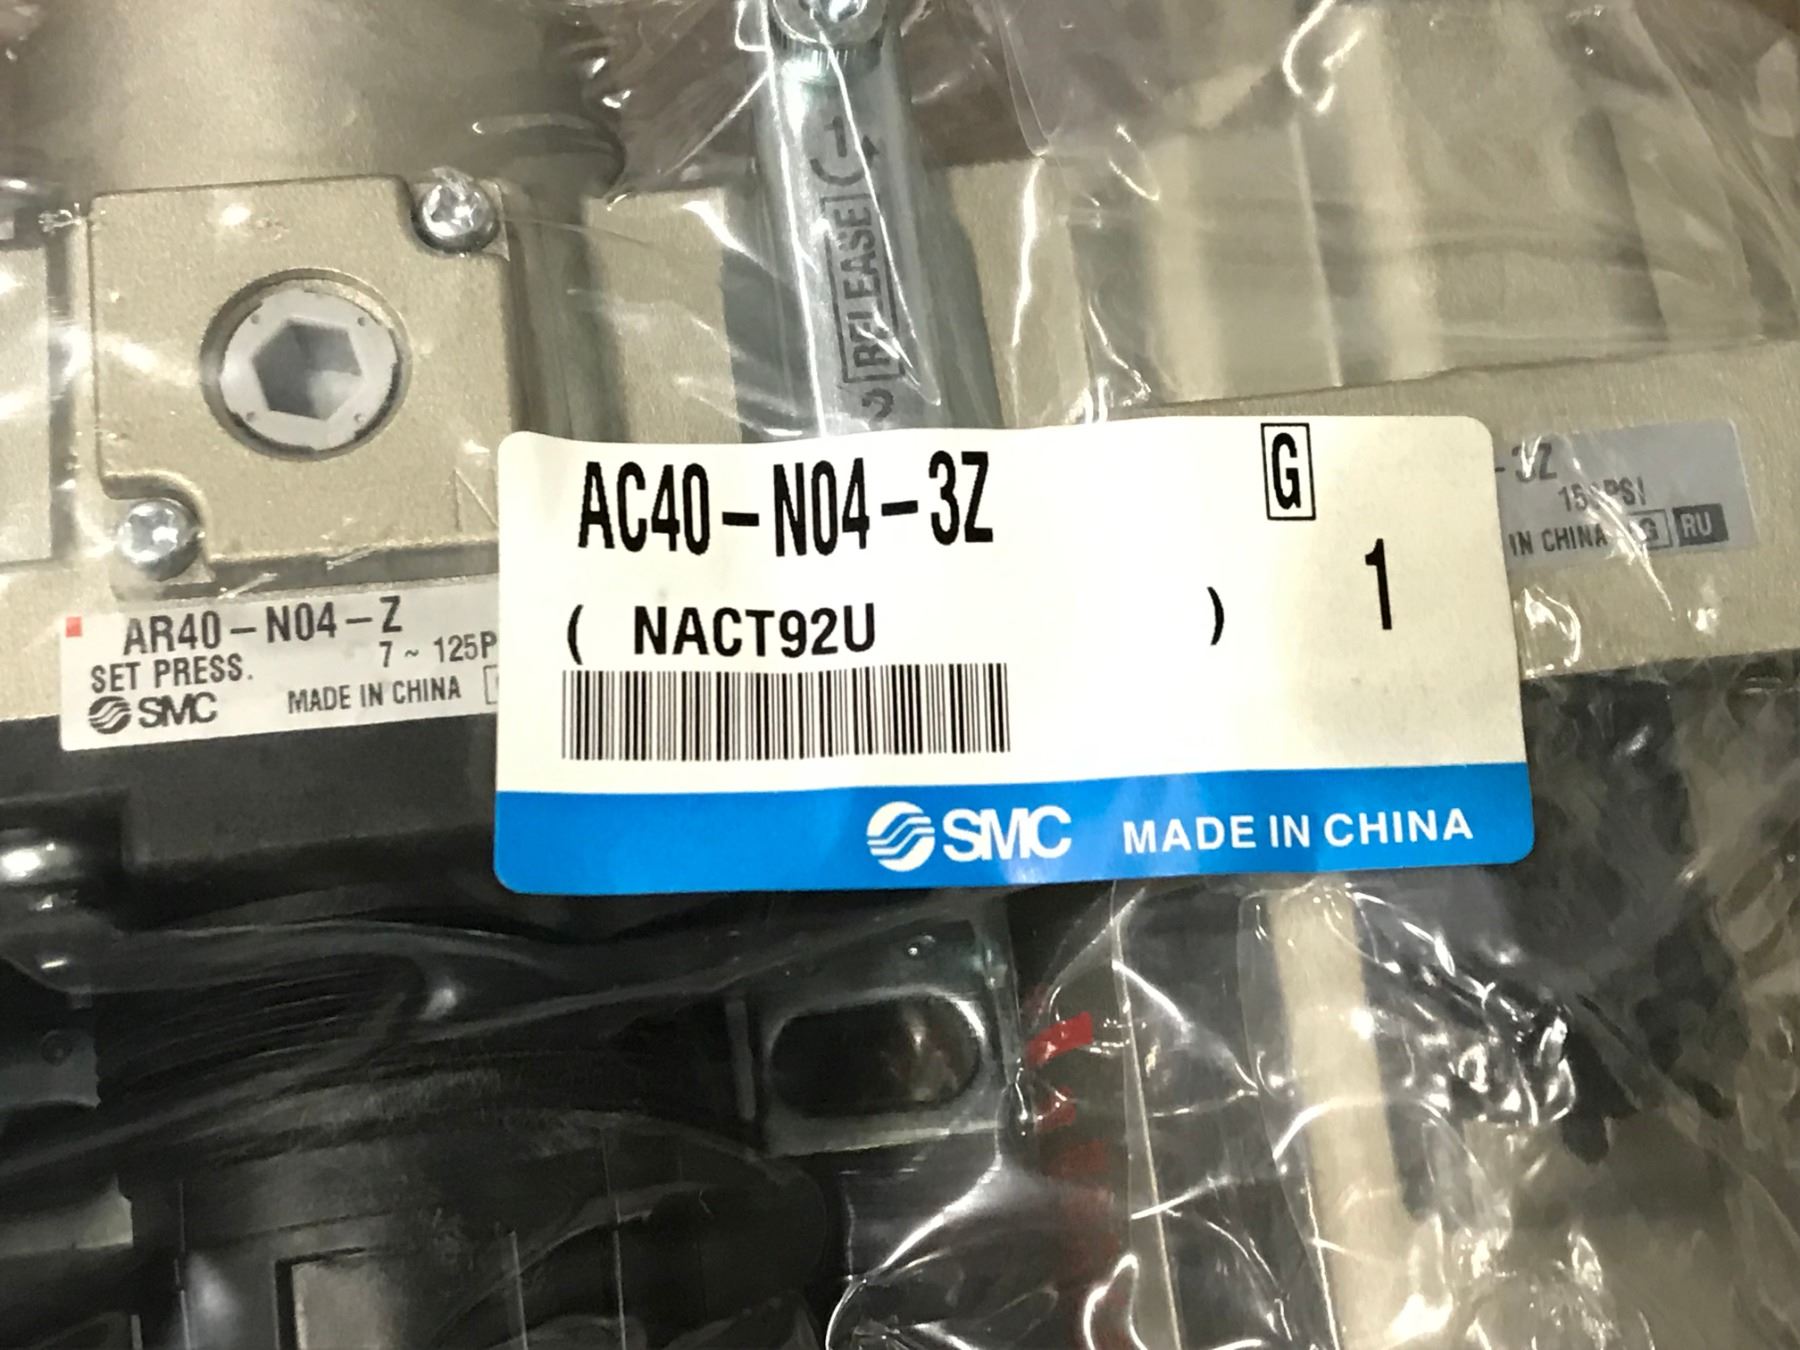 RELEASE
AC40-N04-3Z G
( NACT92U ) 1
SMC MADE IN CHINA
AR40-N04-Z
SET PRESS. 7 ~ 125P
SMC MADE IN CHINA
-3Z
IN CHINA G RU